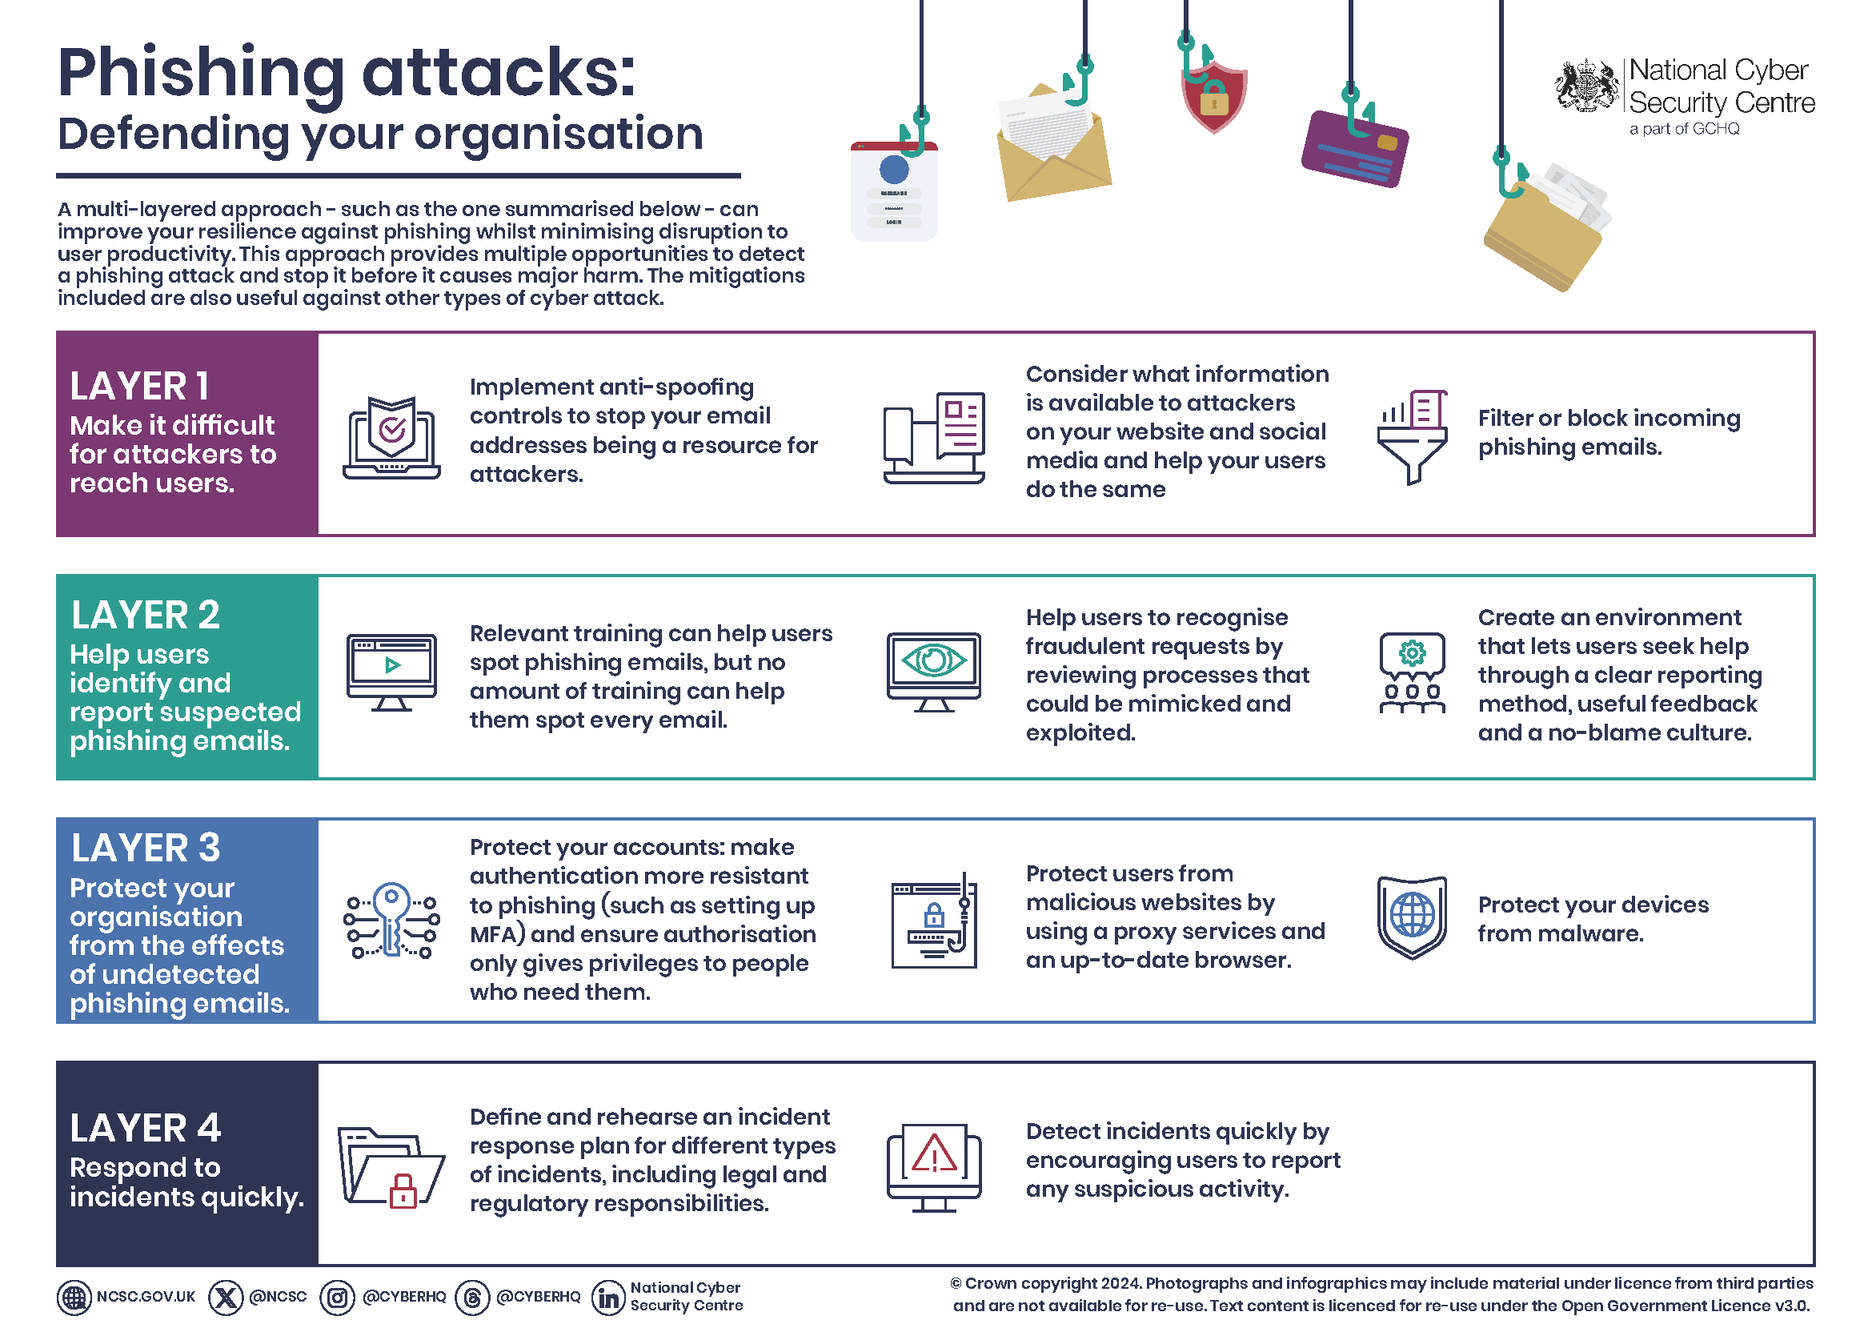 Phishing attacks:
Defending your organisation
National Cyber
Security Centre
a part of GCHQ
A multi-layered approach - such as the one summarised below - can
improve your resilience against phishing whilst minimising disruption to
user productivity. This approach provides multiple opportunities to detect
a phishing attack and stop it before it causes major harm. The mitigations
included are also useful against other types of cyber attack.
LAYER 1
Make it difficult
for attackers to
reach users.
Implement anti-spoofing
controls to stop your email
addresses being a resource for
attackers.
Consider what information
is available to attackers
on your website and social
media and help your users
do the same
Filter or block incoming
phishing emails.
LAYER 2
Help users
identify and
report suspected
phishing emails.
Relevant training can help users
spot phishing emails, but no
amount of training can help
them spot every email.
Help users to recognise
fraudulent requests by
reviewing processes that
could be mimicked and
exploited.
Create an environment
that lets users seek help
through a clear reporting
method, useful feedback
and a no-blame culture.
LAYER 3
Protect your
organisation
from the effects
of undetected
phishing emails.
Protect your accounts: make
authentication more resistant
to phishing (such as setting up
MFA) and ensure authorisation
only gives privileges to people
who need them.
Protect users from
malicious websites by
using a proxy services and
an up-to-date browser.
Protect your devices
from malware.
LAYER 4
Respond to
incidents quickly.
Define and rehearse an incident
response plan for different types
of incidents, including legal and
regulatory responsibilities.
Detect incidents quickly by
encouraging users to report
any suspicious activity.
NCSC.GOV.UK
@NCSC
@CYBERHQ
@CYBERHQ
National Cyber
Security Centre
© Crown copyright 2024. Photographs and infographics may include material under licence from third parties
and are not available for re-use. Text content is licenced for re-use under the Open Government Licence v3.0.